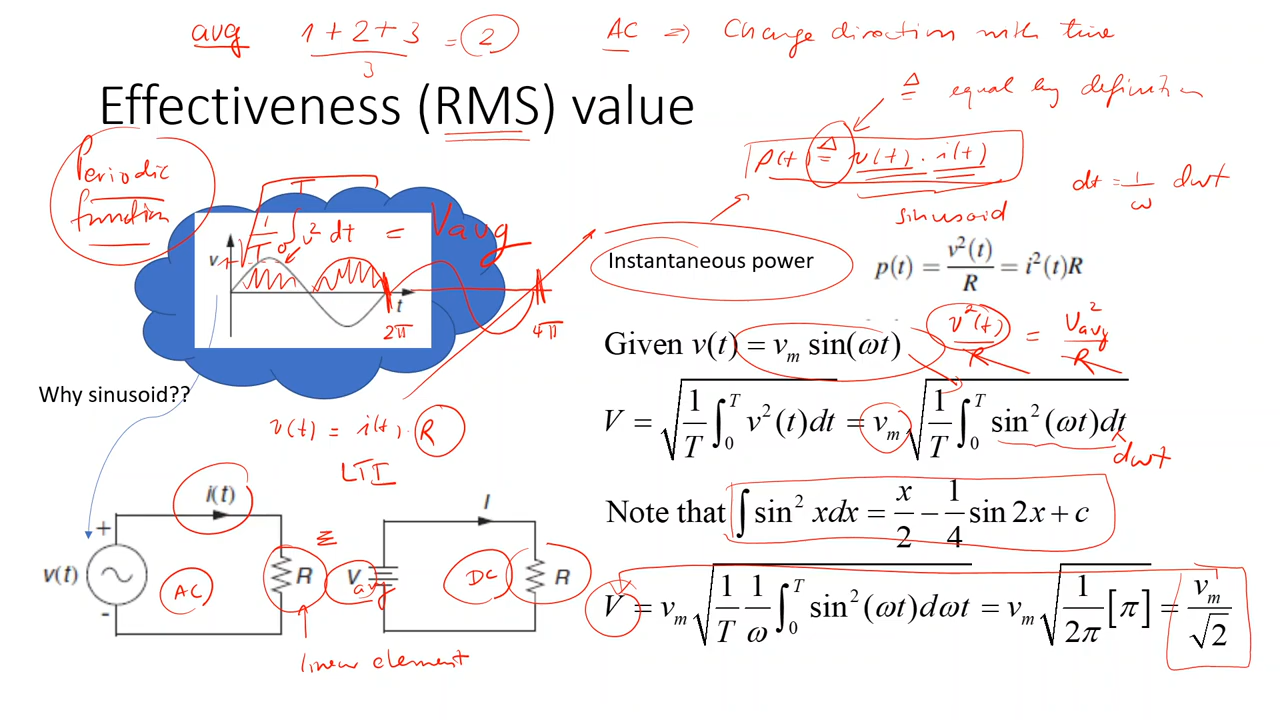 avg 1 + 2 + 3 / 3 = 2
AC ⇒ Change direction with time
≜ equal by definition
Effectiveness (RMS) value
Periodic function
p(t) ≜ v(t) · i(t)
sinusoid
dt = 1/ω dωt
T
√ 1/T ∫₀ v² dt = Vavg
v
t
2π
4π
Instantaneous power
p(t) = v²(t)/R = i²(t)R
Given v(t) = vₘ sin(ωt)
v²(t)/R = Vavg²/R
Why sinusoid??
V = √(1/T ∫₀ᵀ v²(t)dt) = vₘ √(1/T ∫₀ᵀ sin²(ωt)dt)
dωt
v(t) = i(t) · R
LTI
Note that ∫ sin² xdx = x/2 − 1/4 sin 2x + c
i(t)
+
v(t)
-
AC
R
≡
V avg
I
DC
R
V = vₘ √(1/T 1/ω ∫₀ᵀ sin²(ωt)dωt) = vₘ √(1/2π [π]) = vₘ/√2
linear element